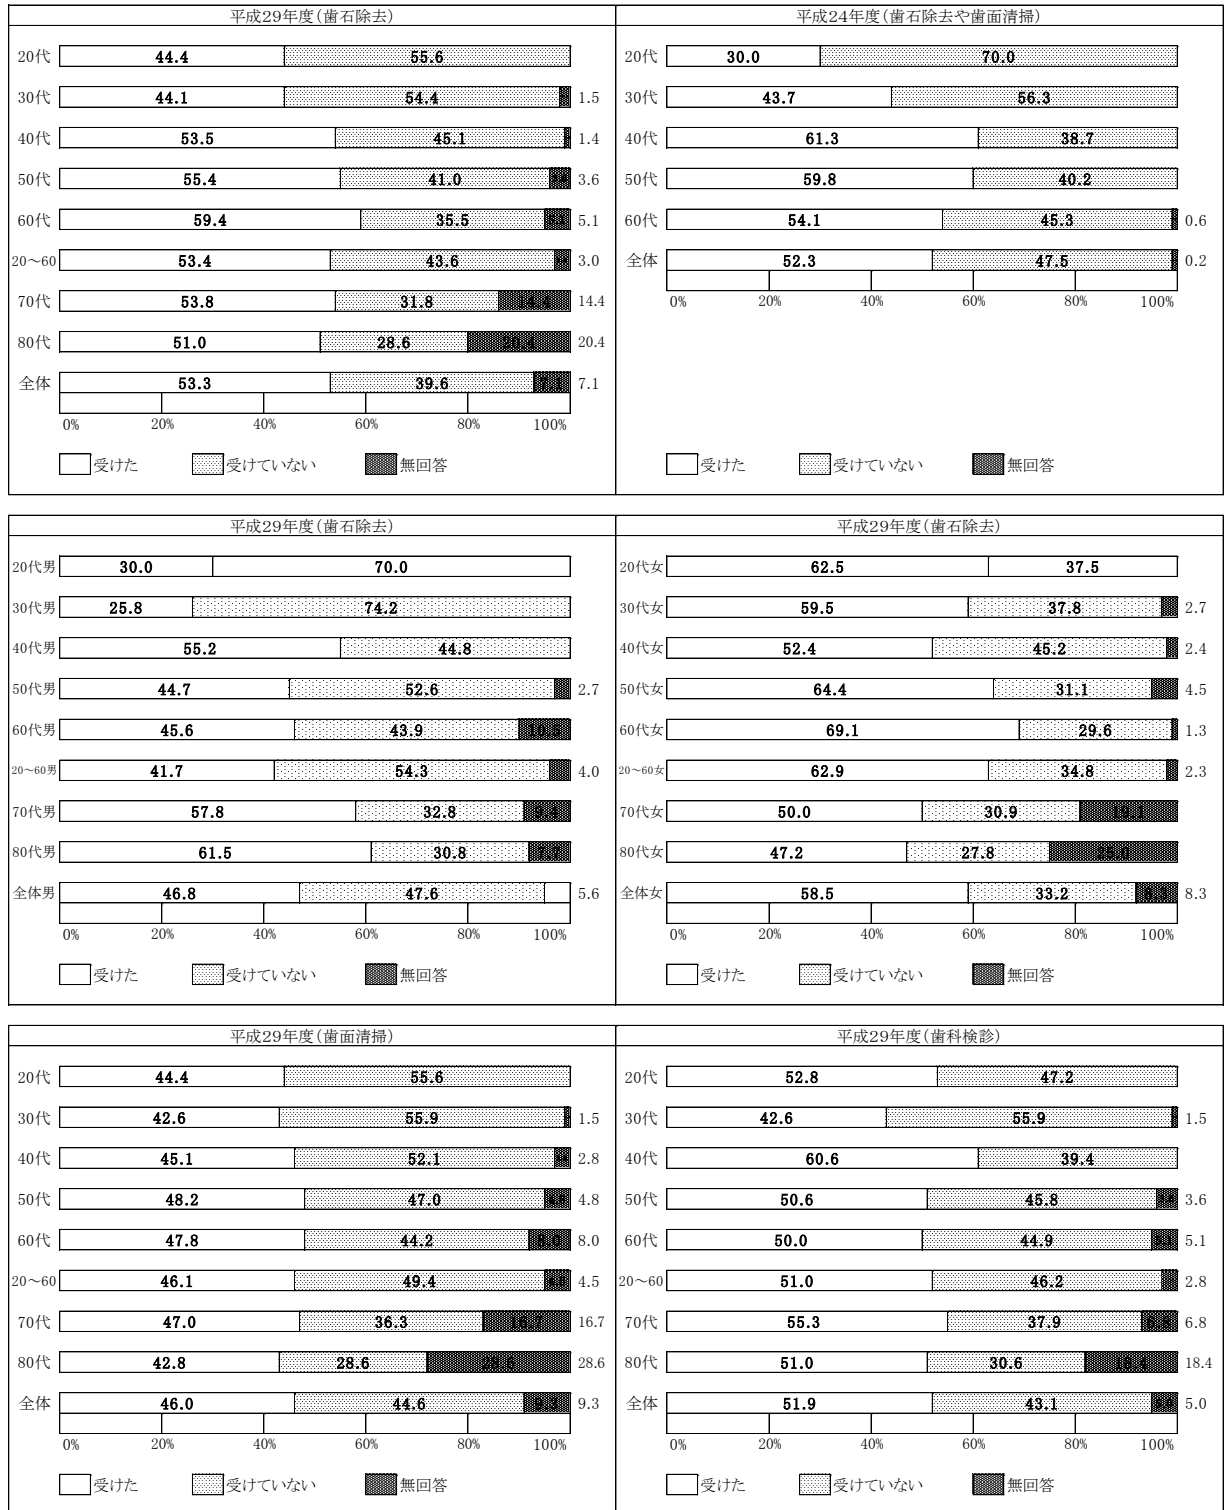 平成29年度(歯石除去)
20代 44.4 55.6
30代 44.1 54.4 1.5
40代 53.5 45.1 1.4
50代 55.4 41.0 3.6
60代 59.4 35.5 5.1 5.1
20～60 53.4 43.6 3.0
70代 53.8 31.8 14.4 14.4
80代 51.0 28.6 20.4 20.4
全体 53.3 39.6 7.1 7.1
0% 20% 40% 60% 80% 100%
受けた 受けていない 無回答
平成24年度(歯石除去や歯面清掃)
20代 30.0 70.0
30代 43.7 56.3
40代 61.3 38.7
50代 59.8 40.2
60代 54.1 45.3 0.6
全体 52.3 47.5 0.2
0% 20% 40% 60% 80% 100%
受けた 受けていない 無回答
平成29年度(歯石除去)
20代男 30.0 70.0
30代男 25.8 74.2
40代男 55.2 44.8
50代男 44.7 52.6 2.7
60代男 45.6 43.9 10.5
20～60男 41.7 54.3 4.0
70代男 57.8 32.8 9.4
80代男 61.5 30.8 7.7
全体男 46.8 47.6 5.6
0% 20% 40% 60% 80% 100%
受けた 受けていない 無回答
平成29年度(歯石除去)
20代女 62.5 37.5
30代女 59.5 37.8 2.7
40代女 52.4 45.2 2.4
50代女 64.4 31.1 4.5
60代女 69.1 29.6 1.3
20～60女 62.9 34.8 2.3
70代女 50.0 30.9 19.1
80代女 47.2 27.8 25.0
全体女 58.5 33.2 8.3 8.3
0% 20% 40% 60% 80% 100%
受けた 受けていない 無回答
平成29年度(歯面清掃)
20代 44.4 55.6
30代 42.6 55.9 1.5
40代 45.1 52.1 2.8
50代 48.2 47.0 4.8 4.8
60代 47.8 44.2 8.0 8.0
20～60 46.1 49.4 4.5 4.5
70代 47.0 36.3 16.7 16.7
80代 42.8 28.6 28.6 28.6
全体 46.0 44.6 9.3 9.3
0% 20% 40% 60% 80% 100%
受けた 受けていない 無回答
平成29年度(歯科検診)
20代 52.8 47.2
30代 42.6 55.9 1.5
40代 60.6 39.4
50代 50.6 45.8 3.6
60代 50.0 44.9 5.1 5.1
20～60 51.0 46.2 2.8
70代 55.3 37.9 6.8 6.8
80代 51.0 30.6 18.4 18.4
全体 51.9 43.1 5.0 5.0
0% 20% 40% 60% 80% 100%
受けた 受けていない 無回答